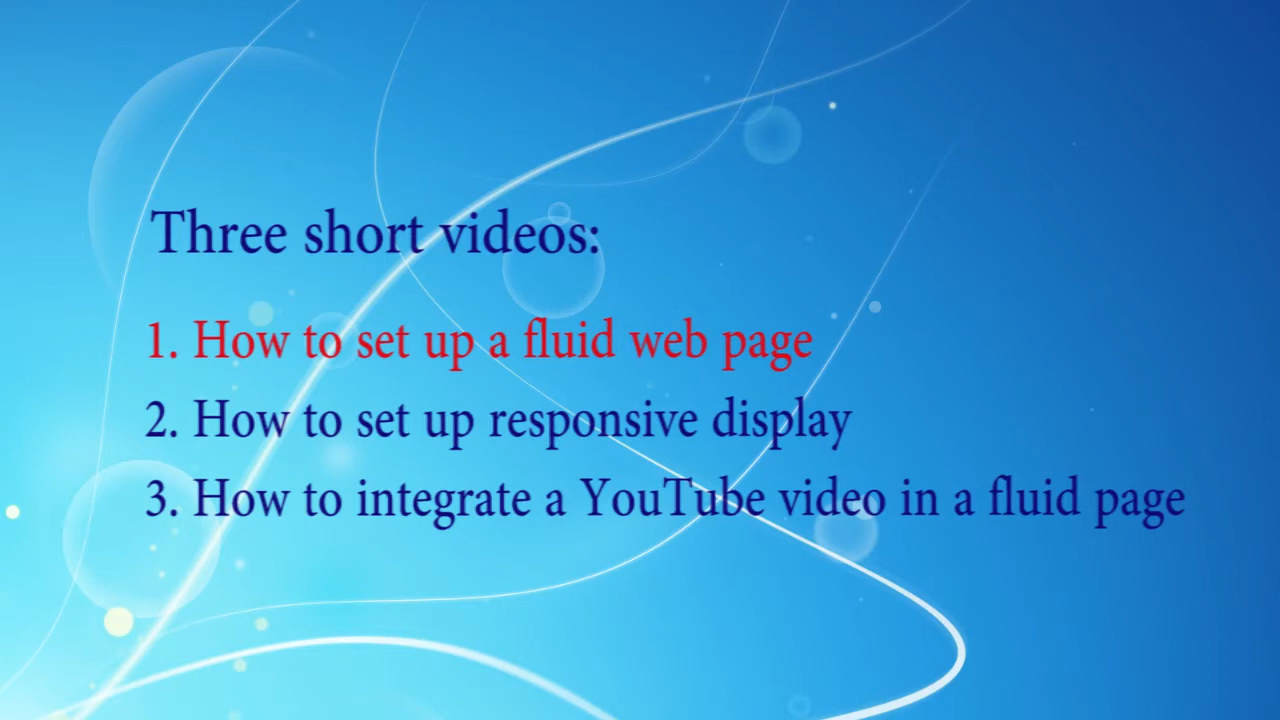 Three short videos:
1. How to set up a fluid web page
2. How to set up responsive display
3. How to integrate a YouTube video in a fluid page